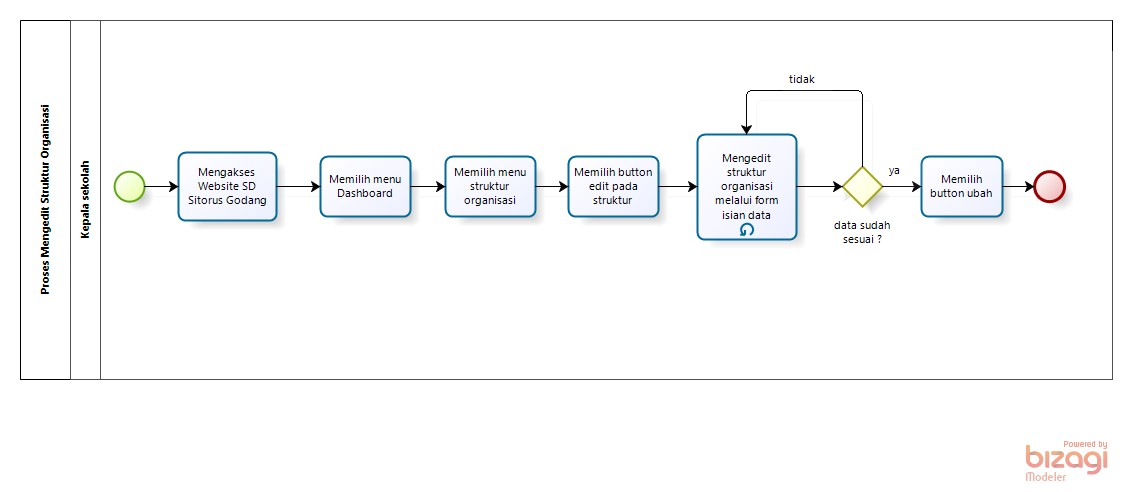 Proses Mengedit Struktur Organisasi
Kepala sekolah
Mengakses
Website SD
Sitorus Godang
Memilih menu
Dashboard
Memilih menu
struktur
organisasi
Memilih button
edit pada
struktur
Mengedit
struktur
organisasi
melalui form
isian data
tidak
data sudah
sesuai ?
ya
Memilih
button ubah
Powered by
bizagi
Modeler